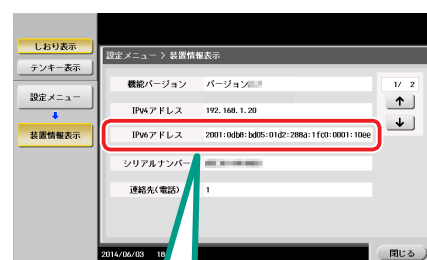 しおり表示
テンキー表示
設定メニュー
装置情報表示
設定メニュー > 装置情報表示
機能バージョン バージョン
1/ 2
IPv4アドレス 192.168.1.20
IPv6アドレス 2001:0db8:bd05:01d2:288a:1fc0:0001:10ee
シリアルナンバー
連絡先(電話) 1
2014/06/03 18
閉じる